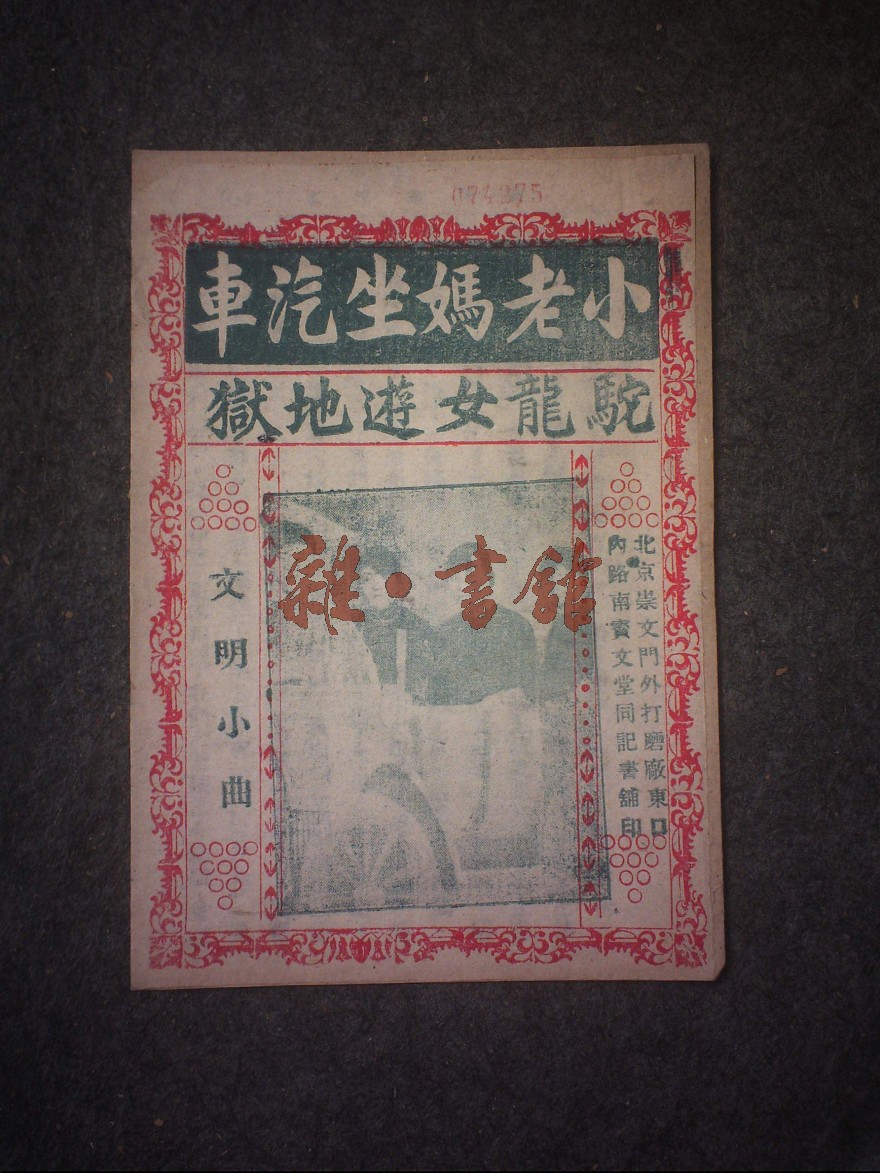 小老媽坐汽車
駝龍女遊地獄
北京崇文門外打磨廠東口
內路南寶文堂同記書舖印
文明小曲
雜·書館